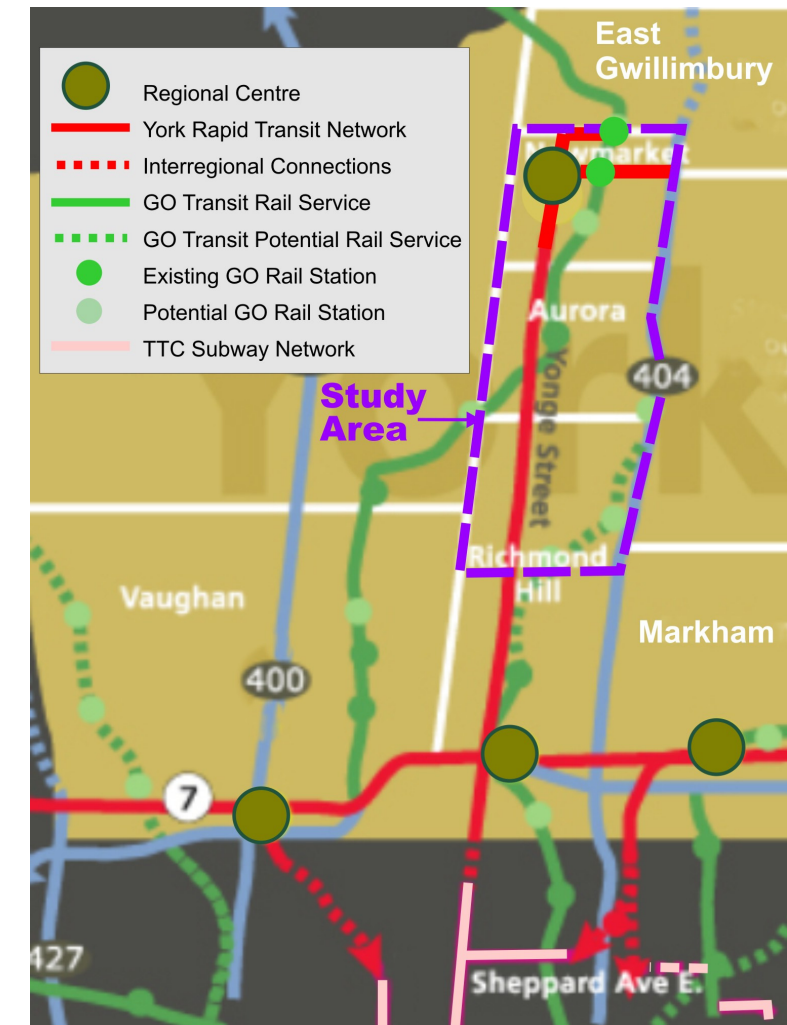 East
Gwillimbury
Regional Centre
York Rapid Transit Network
Interregional Connections
GO Transit Rail Service
GO Transit Potential Rail Service
Existing GO Rail Station
Potential GO Rail Station
TTC Subway Network
Newmarket
Aurora
York
404
Study
Area
Yonge Street
Richmond
Hill
Vaughan
Markham
400
7
427
Sheppard Ave E.